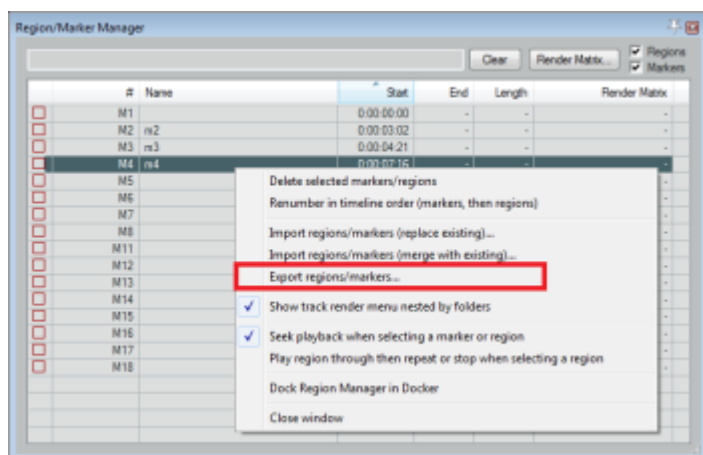 Region/Marker Manager
Clear Render Matrix... Regions
Markers
# Name Start End Length Render Matrix
M1 0:00:00:00 - - -
M2 m2 0:00:03:02 - - -
M3 m3 0:00:04:21 - - -
M4 m4 0:00:07:16 - - -
M5 Delete selected markers/regions
M6 Renumber in timeline order (markers, then regions)
M7
M8 Import regions/markers (replace existing)...
M11 Import regions/markers (merge with existing)...
M12 Export regions/markers...
M13
M14 Show track render menu nested by folders
M15
M16 Seek playback when selecting a marker or region
M17 Play region through then repeat or stop when selecting a region
M18
Dock Region Manager in Docker
Close window